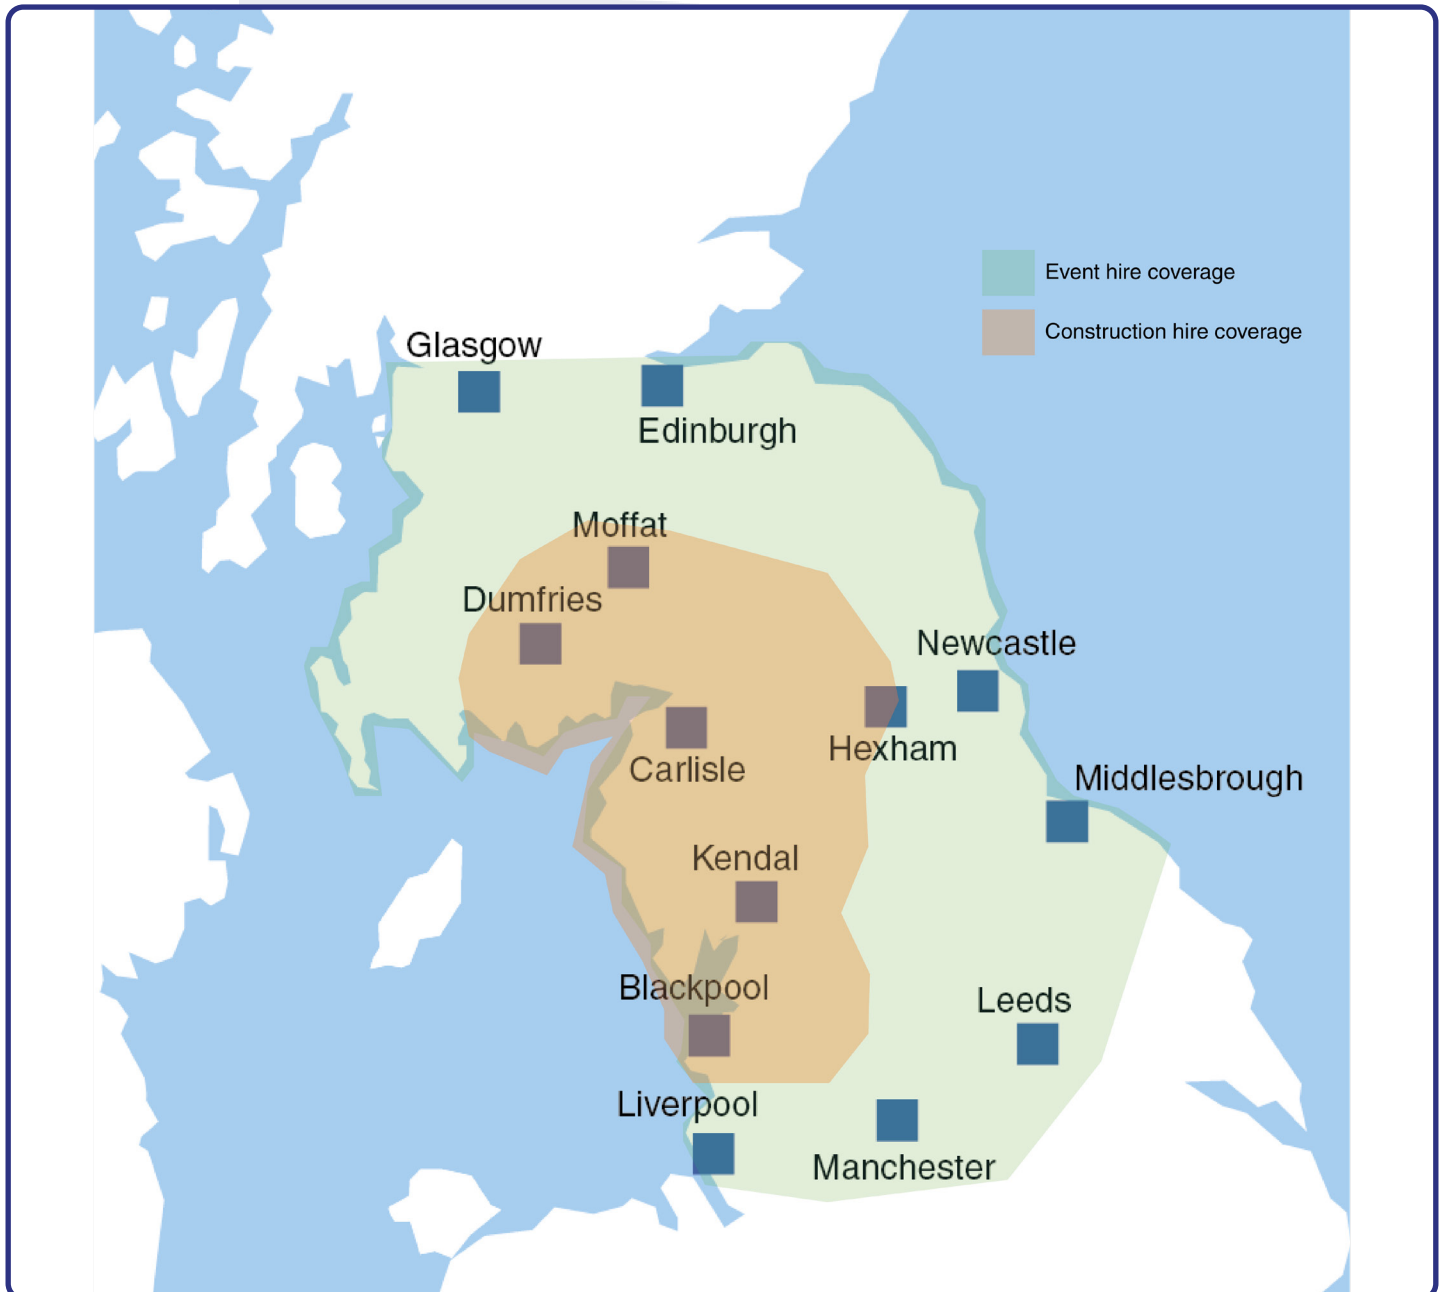 Event hire coverage
Construction hire coverage
Glasgow
Edinburgh
Moffat
Dumfries
Newcastle
Hexham
Carlisle
Middlesbrough
Kendal
Blackpool
Leeds
Liverpool
Manchester